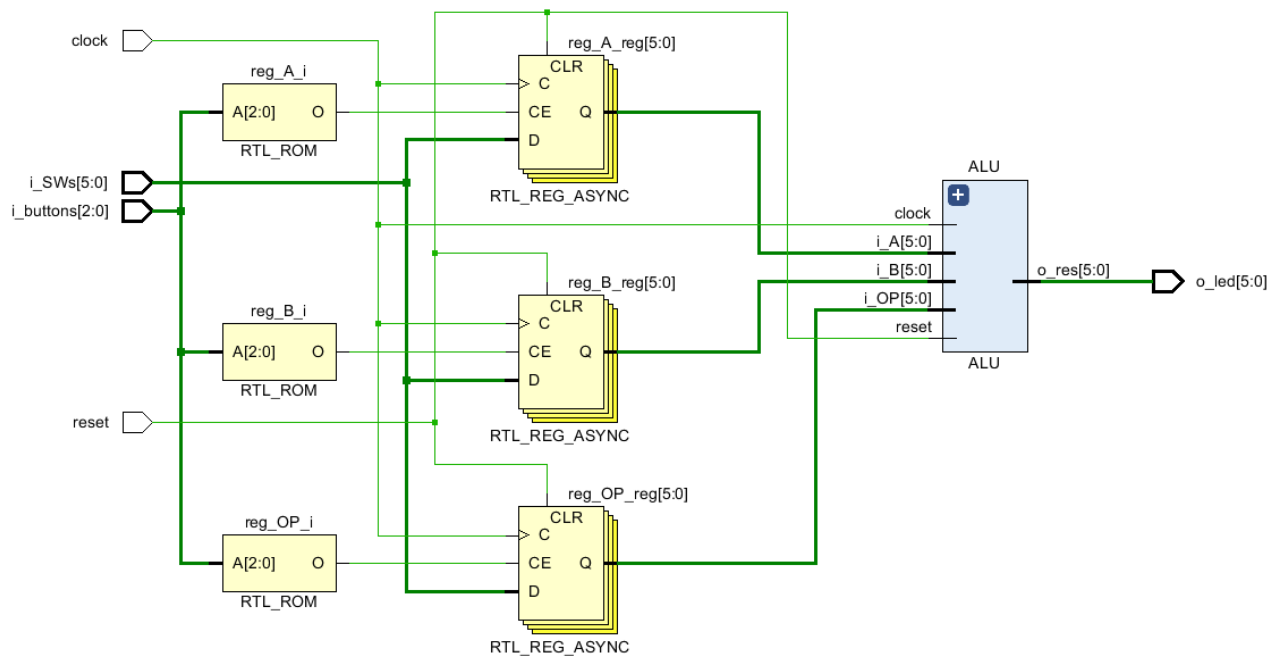 clock
reg_A_i
A[2:0] O
RTL_ROM
reg_A_reg[5:0]
CLR
C
CE Q
D
RTL_REG_ASYNC
i_SWs[5:0]
i_buttons[2:0]
ALU
clock
i_A[5:0]
i_B[5:0]
i_OP[5:0]
reset
o_res[5:0]
ALU
o_led[5:0]
reg_B_i
A[2:0] O
RTL_ROM
reg_B_reg[5:0]
CLR
C
CE Q
D
RTL_REG_ASYNC
reset
reg_OP_i
A[2:0] O
RTL_ROM
reg_OP_reg[5:0]
CLR
C
CE Q
D
RTL_REG_ASYNC